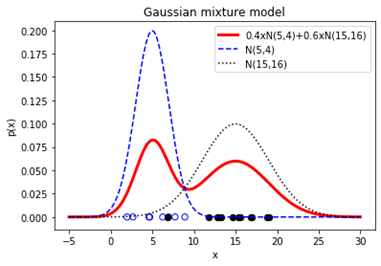 Gaussian mixture model
0.4xN(5,4)+0.6xN(15,16)
N(5,4)
N(15,16)
0.200
0.175
0.150
0.125
0.100
0.075
0.050
0.025
0.000
p(x)
-5 0 5 10 15 20 25 30
x